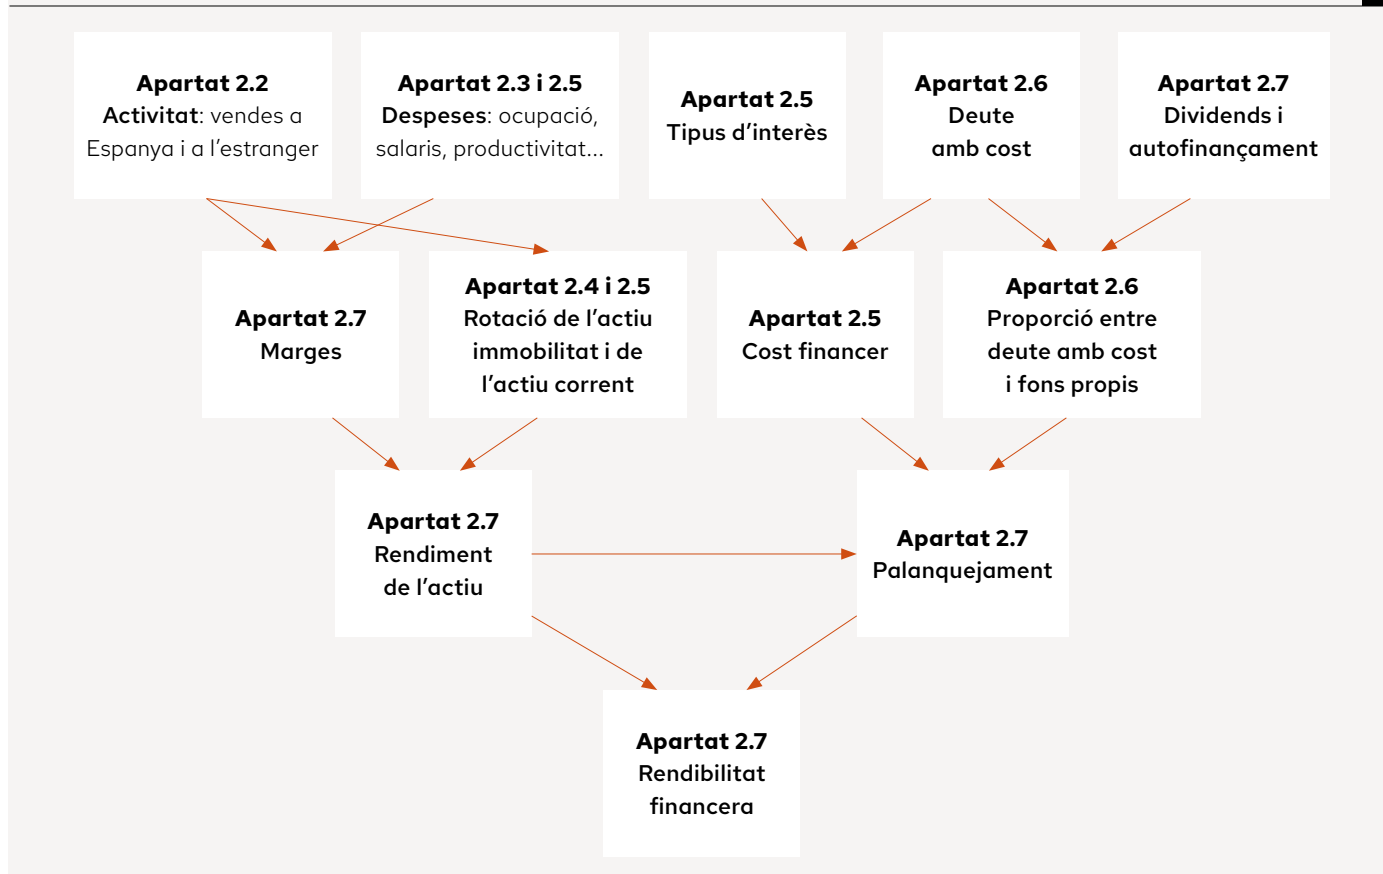 Apartat 2.2
Activitat: vendes a
Espanya i a l’estranger
Apartat 2.3 i 2.5
Despeses: ocupació,
salaris, productivitat...
Apartat 2.5
Tipus d’interès
Apartat 2.6
Deute
amb cost
Apartat 2.7
Dividends i
autofinançament
Apartat 2.7
Marges
Apartat 2.4 i 2.5
Rotació de l’actiu
immobilitat i de
l’actiu corrent
Apartat 2.5
Cost financer
Apartat 2.6
Proporció entre
deute amb cost
i fons propis
Apartat 2.7
Rendiment
de l’actiu
Apartat 2.7
Palanquejament
Apartat 2.7
Rendibilitat
financera